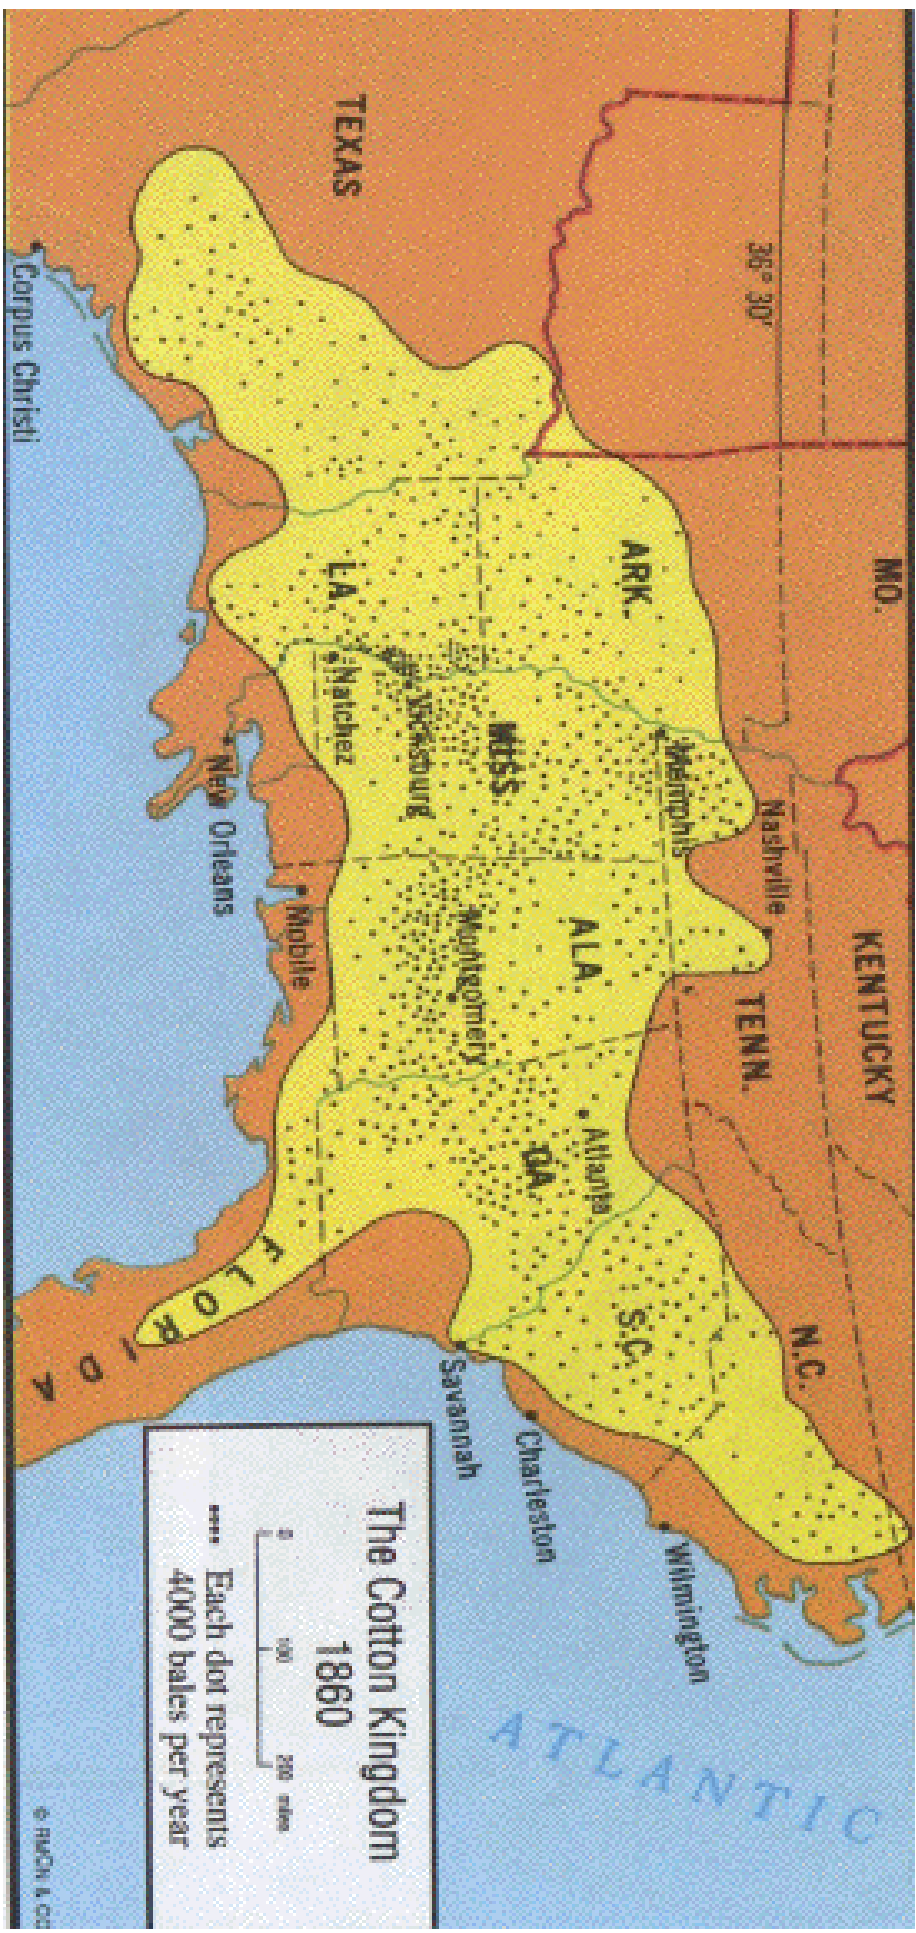 MO.
KENTUCKY
36° 30'
Nashville
TENN.
N.C.
TEXAS
ARK.
Memphis
MISS
ALA.
Atlanta
GA.
S.C.
Wilmington
Charleston
Savannah
LA.
Vicksburg
Montgomery
Natchez
New Orleans
Mobile
Corpus Christi
FLORIDA
ATLANTIC
The Cotton Kingdom
1860
0 100 200 miles
Each dot represents
4000 bales per year